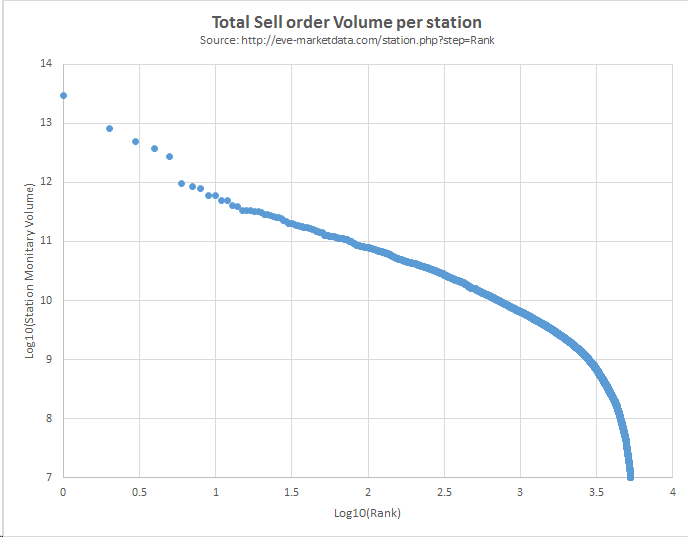 Total Sell order Volume per station
Source: http://eve-marketdata.com/station.php?step=Rank
Log10(Station Monitary Volume)
14
13
12
11
10
9
8
7
0 0.5 1 1.5 2 2.5 3 3.5 4
Log10(Rank)